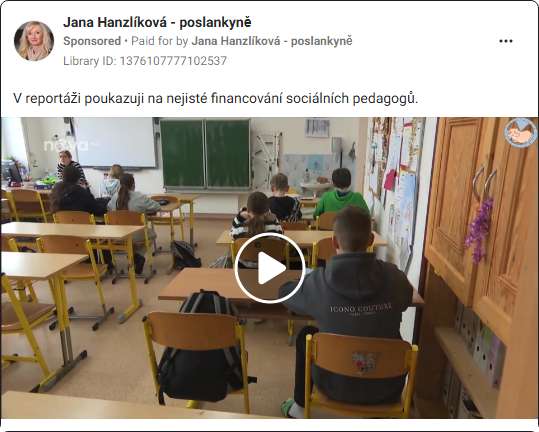 Jana Hanzlíková - poslankyně
Sponsored • Paid for by Jana Hanzlíková - poslankyně
Library ID: 1376107777102537
V reportáži poukazuji na nejisté financování sociálních pedagogů.
nova
ICONO COUTURE